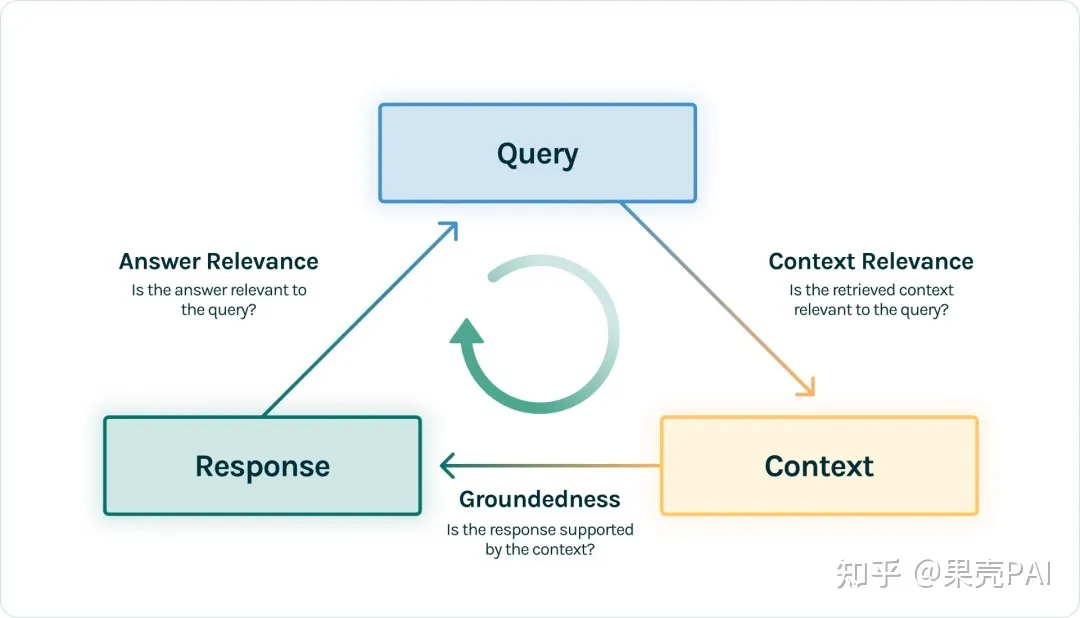 Query
Answer Relevance
Is the answer relevant to
the query?
Context Relevance
Is the retrieved context
relevant to the query?
Response
Context
Groundedness
Is the response supported
by the context?
知乎 @果壳PAI